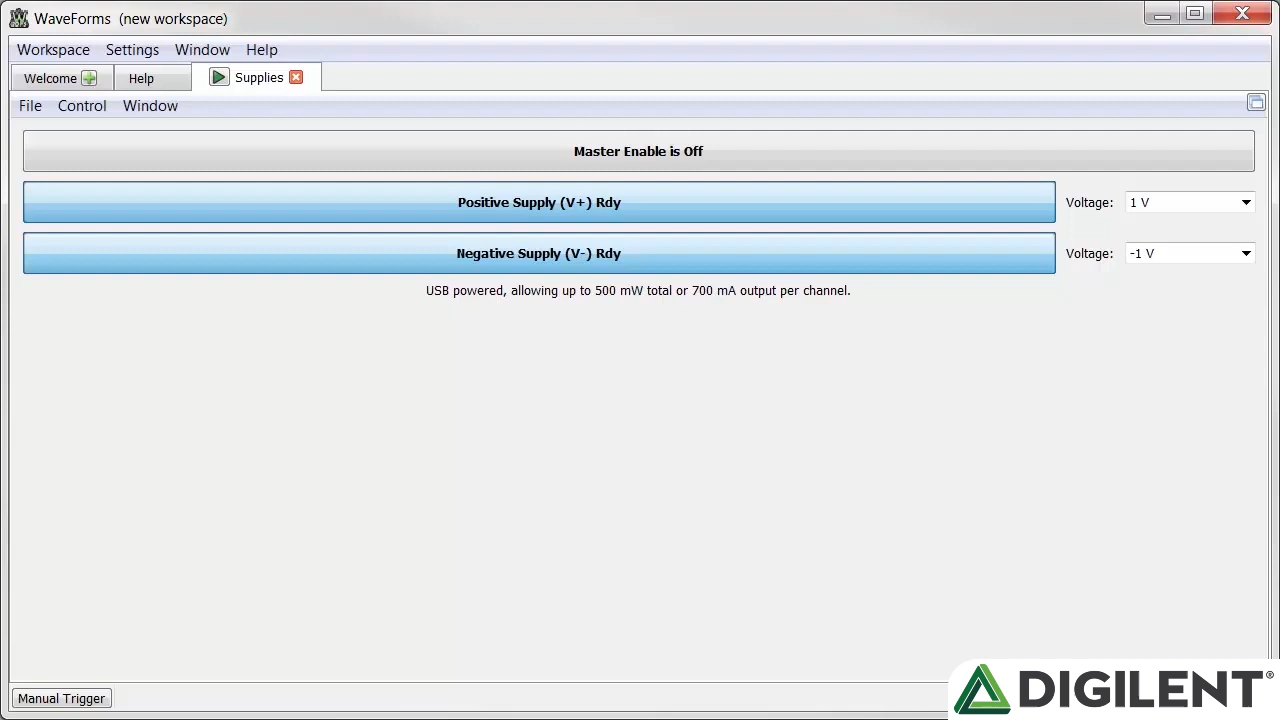 WaveForms (new workspace)
Workspace Settings Window Help
Welcome Help Supplies
File Control Window
Master Enable is Off
Positive Supply (V+) Rdy Voltage: 1 V
Negative Supply (V-) Rdy Voltage: -1 V
USB powered, allowing up to 500 mW total or 700 mA output per channel.
Manual Trigger
DIGILENT®